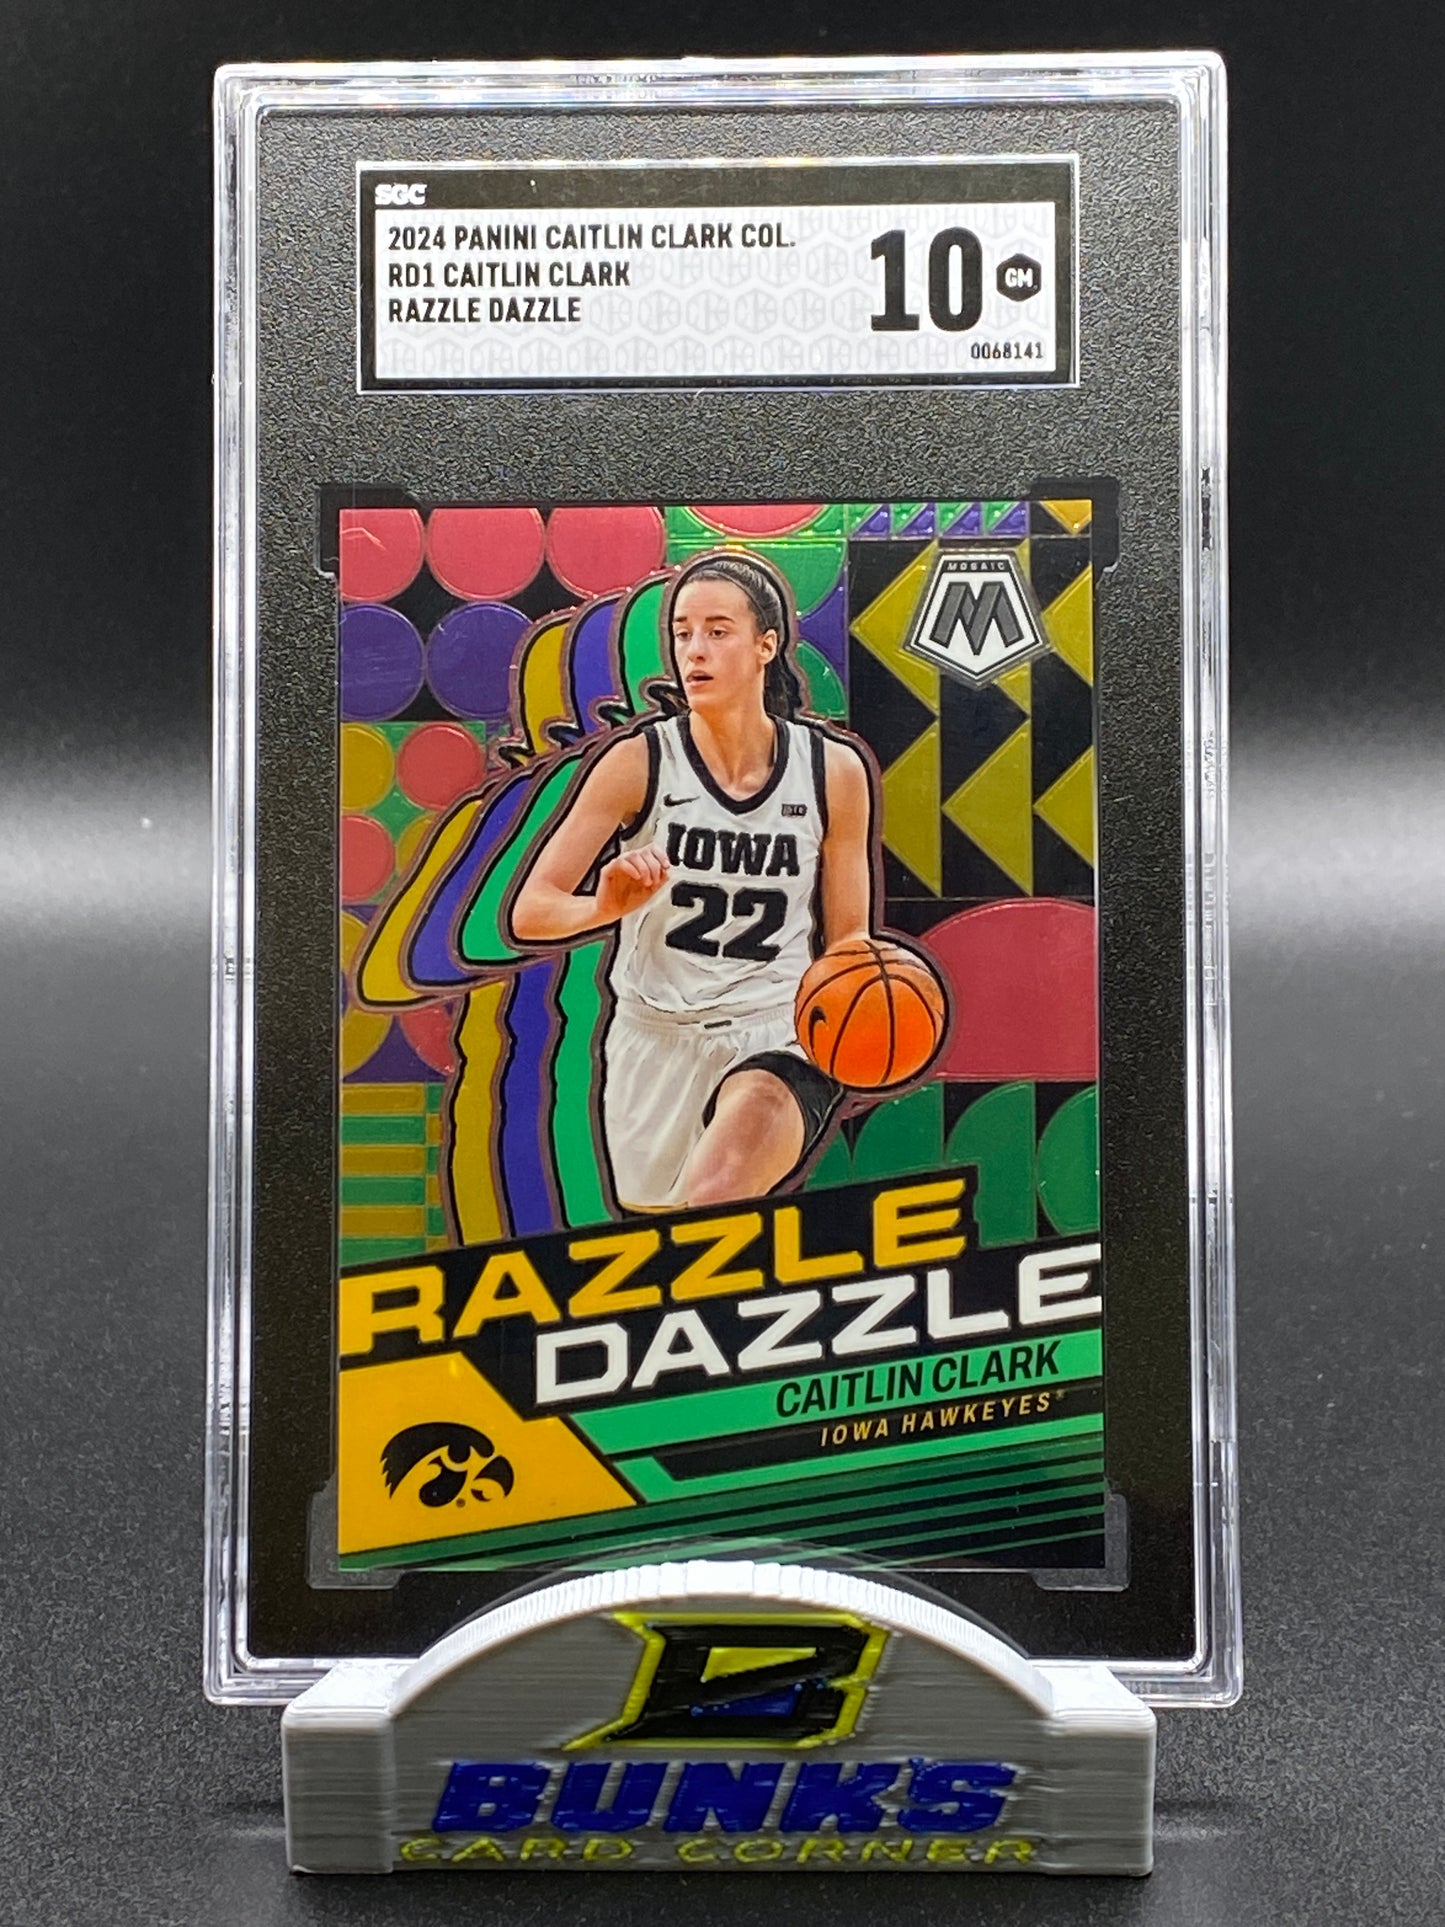 SGC
2024 PANINI CAITLIN CLARK COL.
RD1 CAITLIN CLARK
RAZZLE DAZZLE
10 GM
0068141
MOSAIC
M
IOWA
22
RAZZLE
DAZZLE
CAITLIN CLARK
IOWA HAWKEYES®
B
BUNK'S
CARD CORNER